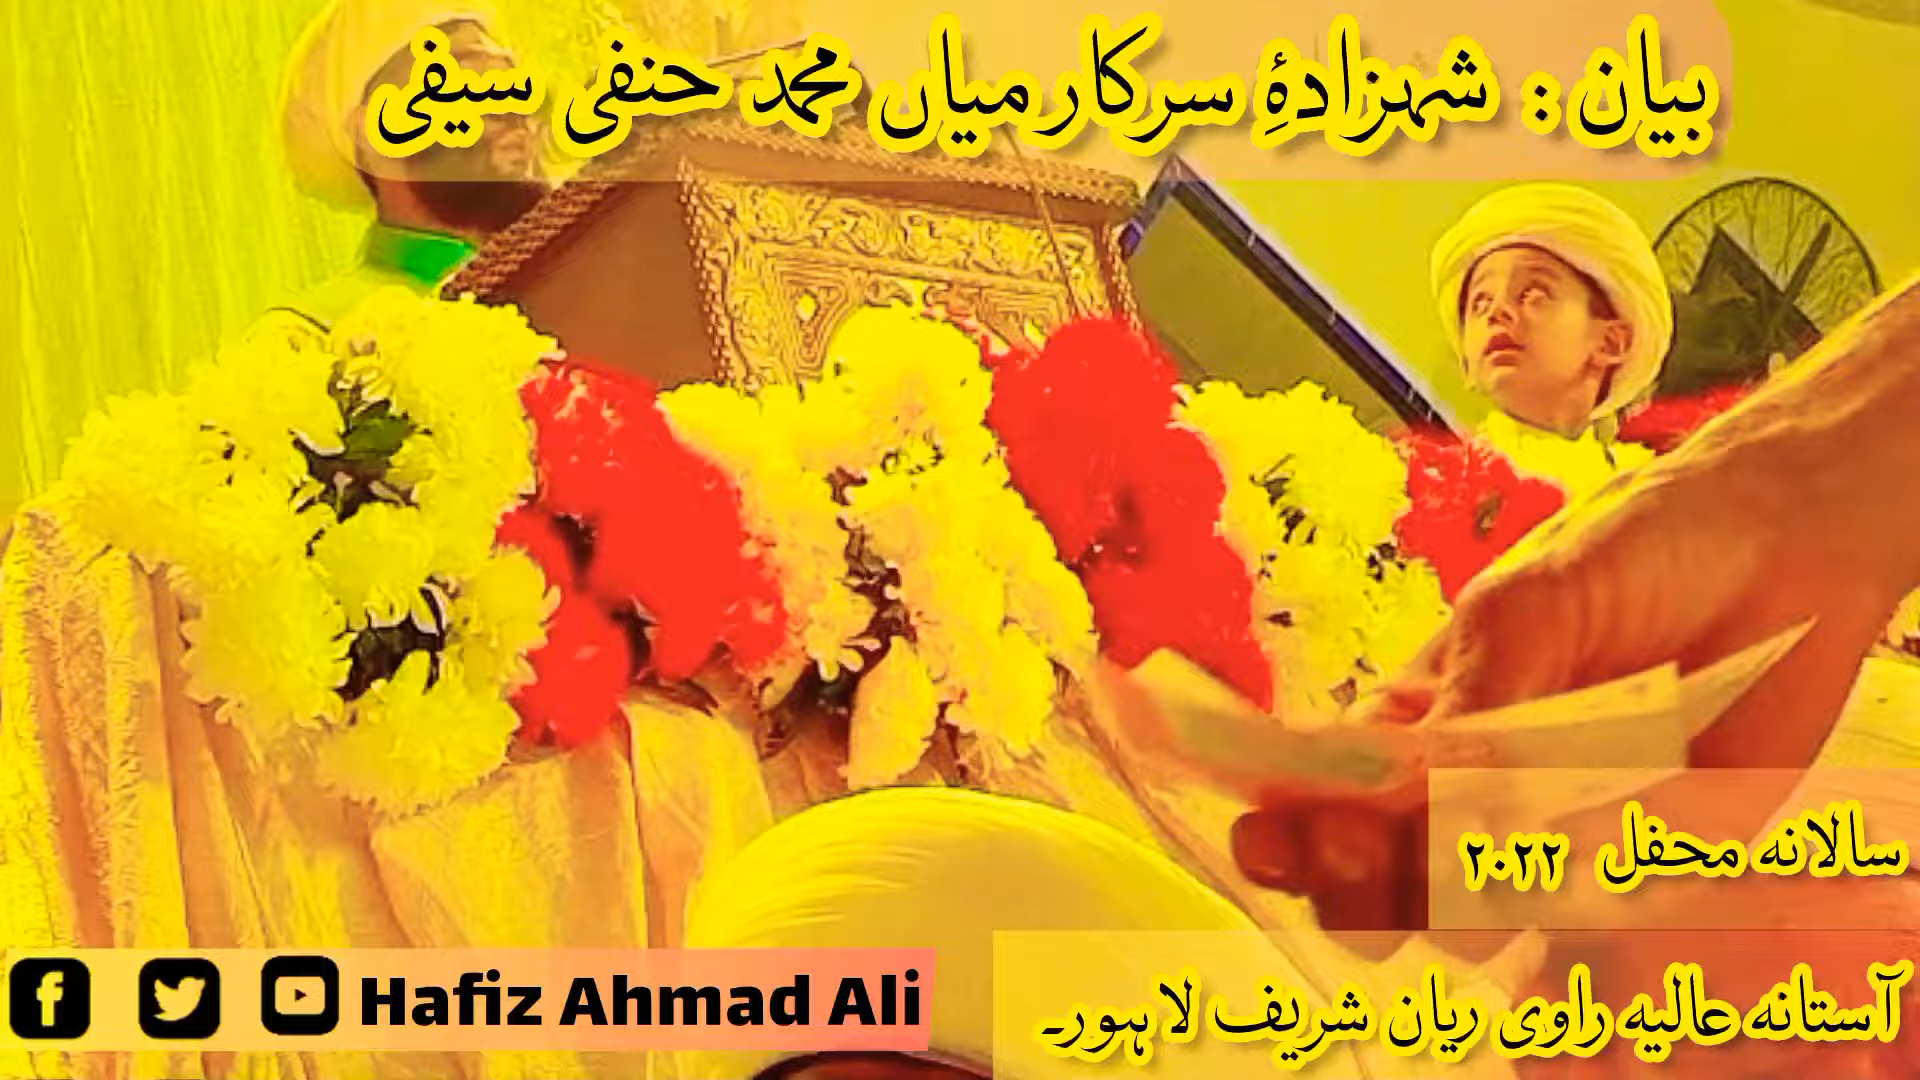 بیان : شہزادۂِ سرکار میاں محمد حنفی سیفی
سالانہ محفل ۲۰۲۲
آستانہ عالیہ راوی ریان شریف لاہور۔
Hafiz Ahmad Ali